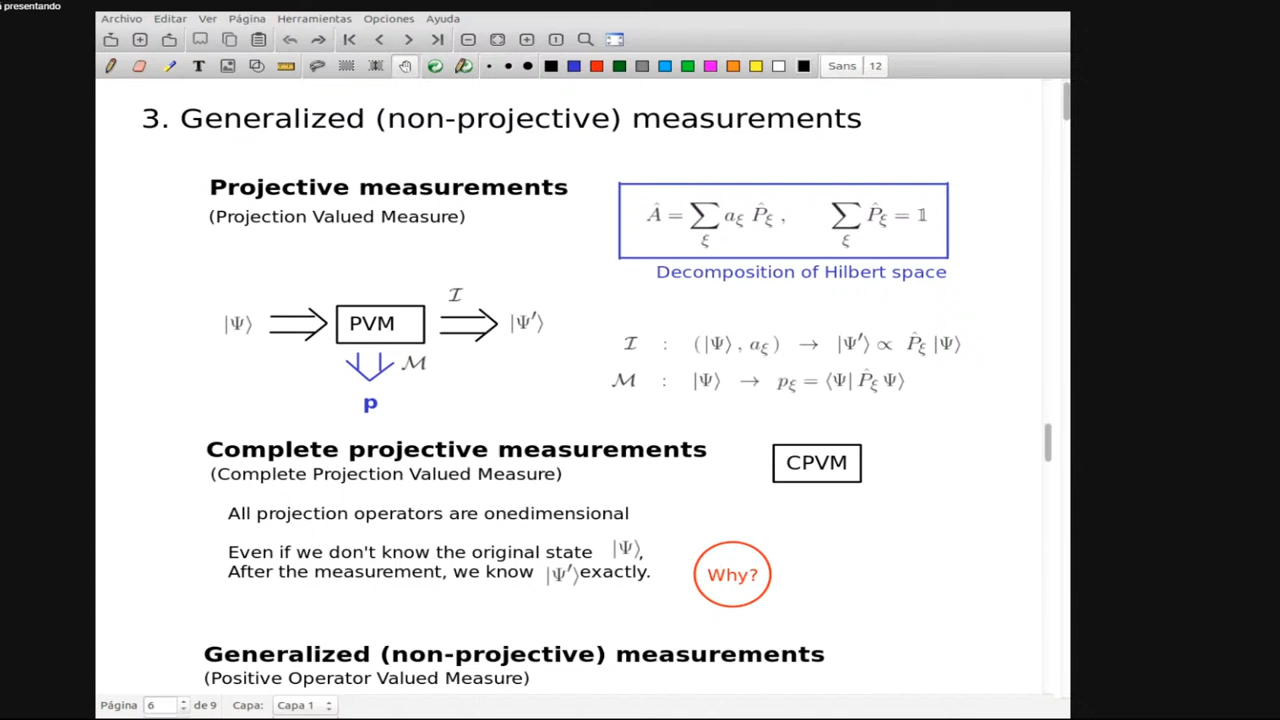 á presentando
Archivo Editar Ver Página Herramientas Opciones Ayuda
T Sans 12
3. Generalized (non-projective) measurements
Projective measurements
(Projection Valued Measure)
Â = ∑_ξ a_ξ P̂_ξ , ∑_ξ P̂_ξ = 𝟙
Decomposition of Hilbert space
|Ψ⟩ PVM ℐ |Ψ′⟩
ℳ
p
ℐ : (|Ψ⟩, a_ξ) → |Ψ′⟩ ∝ P̂_ξ |Ψ⟩
ℳ : |Ψ⟩ → p_ξ = ⟨Ψ| P̂_ξ Ψ⟩
Complete projective measurements
(Complete Projection Valued Measure)
CPVM
All projection operators are onedimensional
Even if we don't know the original state |Ψ⟩,
After the measurement, we know |Ψ′⟩ exactly.
Why?
Generalized (non-projective) measurements
(Positive Operator Valued Measure)
Página 6 de 9 Capa: Capa 1